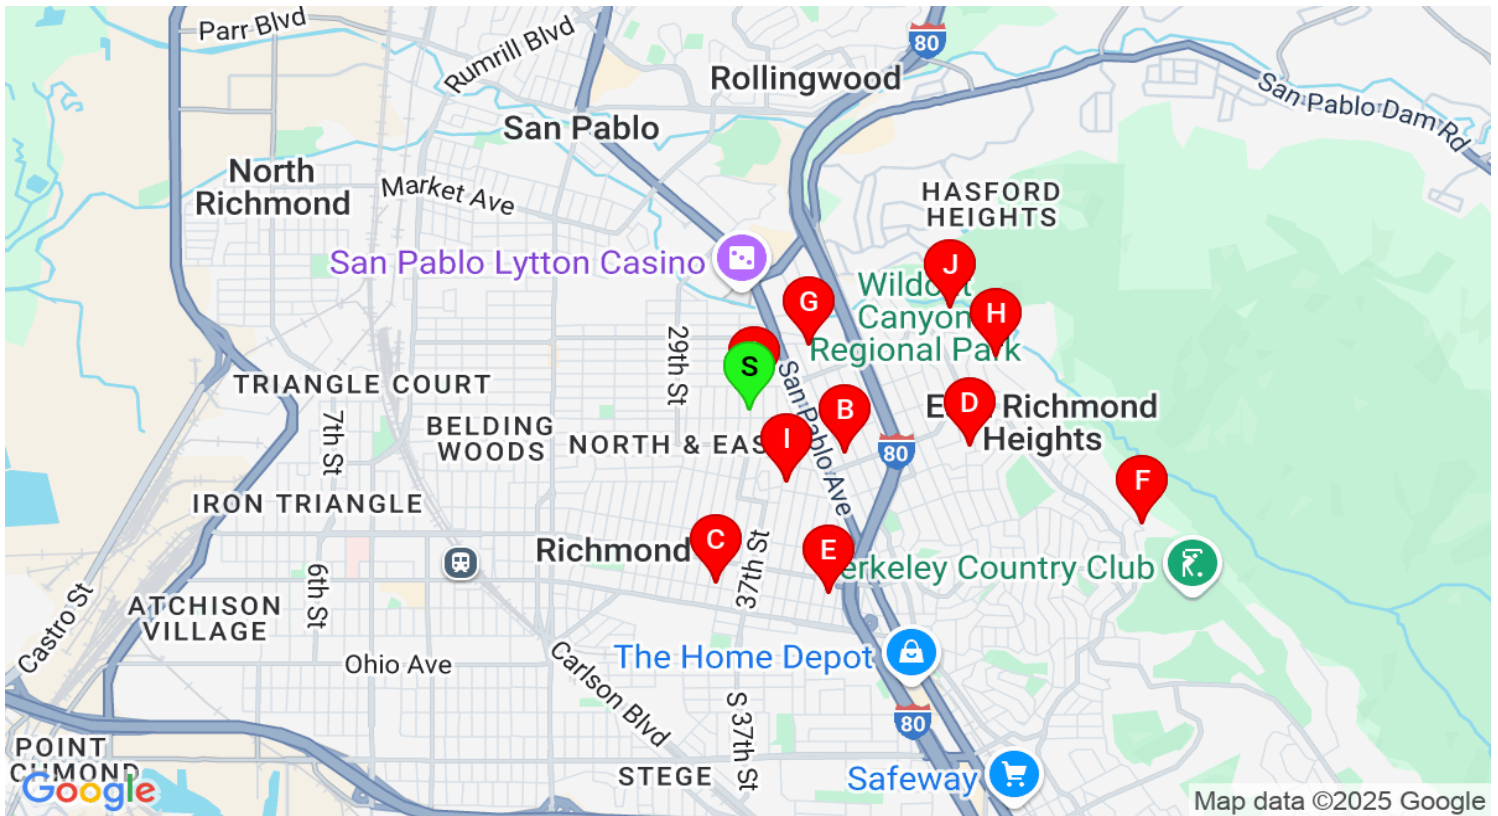 Parr Blvd
Rumrill Blvd
80
Rollingwood
San Pablo Dam Rd
San Pablo
North
Richmond
Market Ave
HASFORD
HEIGHTS
San Pablo Lytton Casino
J
Wildcat
Canyon
Regional Park
G
H
29th St
S
San Pablo Ave
TRIANGLE COURT
7th St
BELDING
WOODS
NORTH & EAS
I
B
D
Richmond
Heights
80
F
IRON TRIANGLE
Richmond
C
37th St
E
erkeley Country Club
6th St
ATCHISON
VILLAGE
Castro St
Ohio Ave
Carlson Blvd
The Home Depot
S 37th St
80
POINT
STEGE
Safeway
Google
Map data ©2025 Google